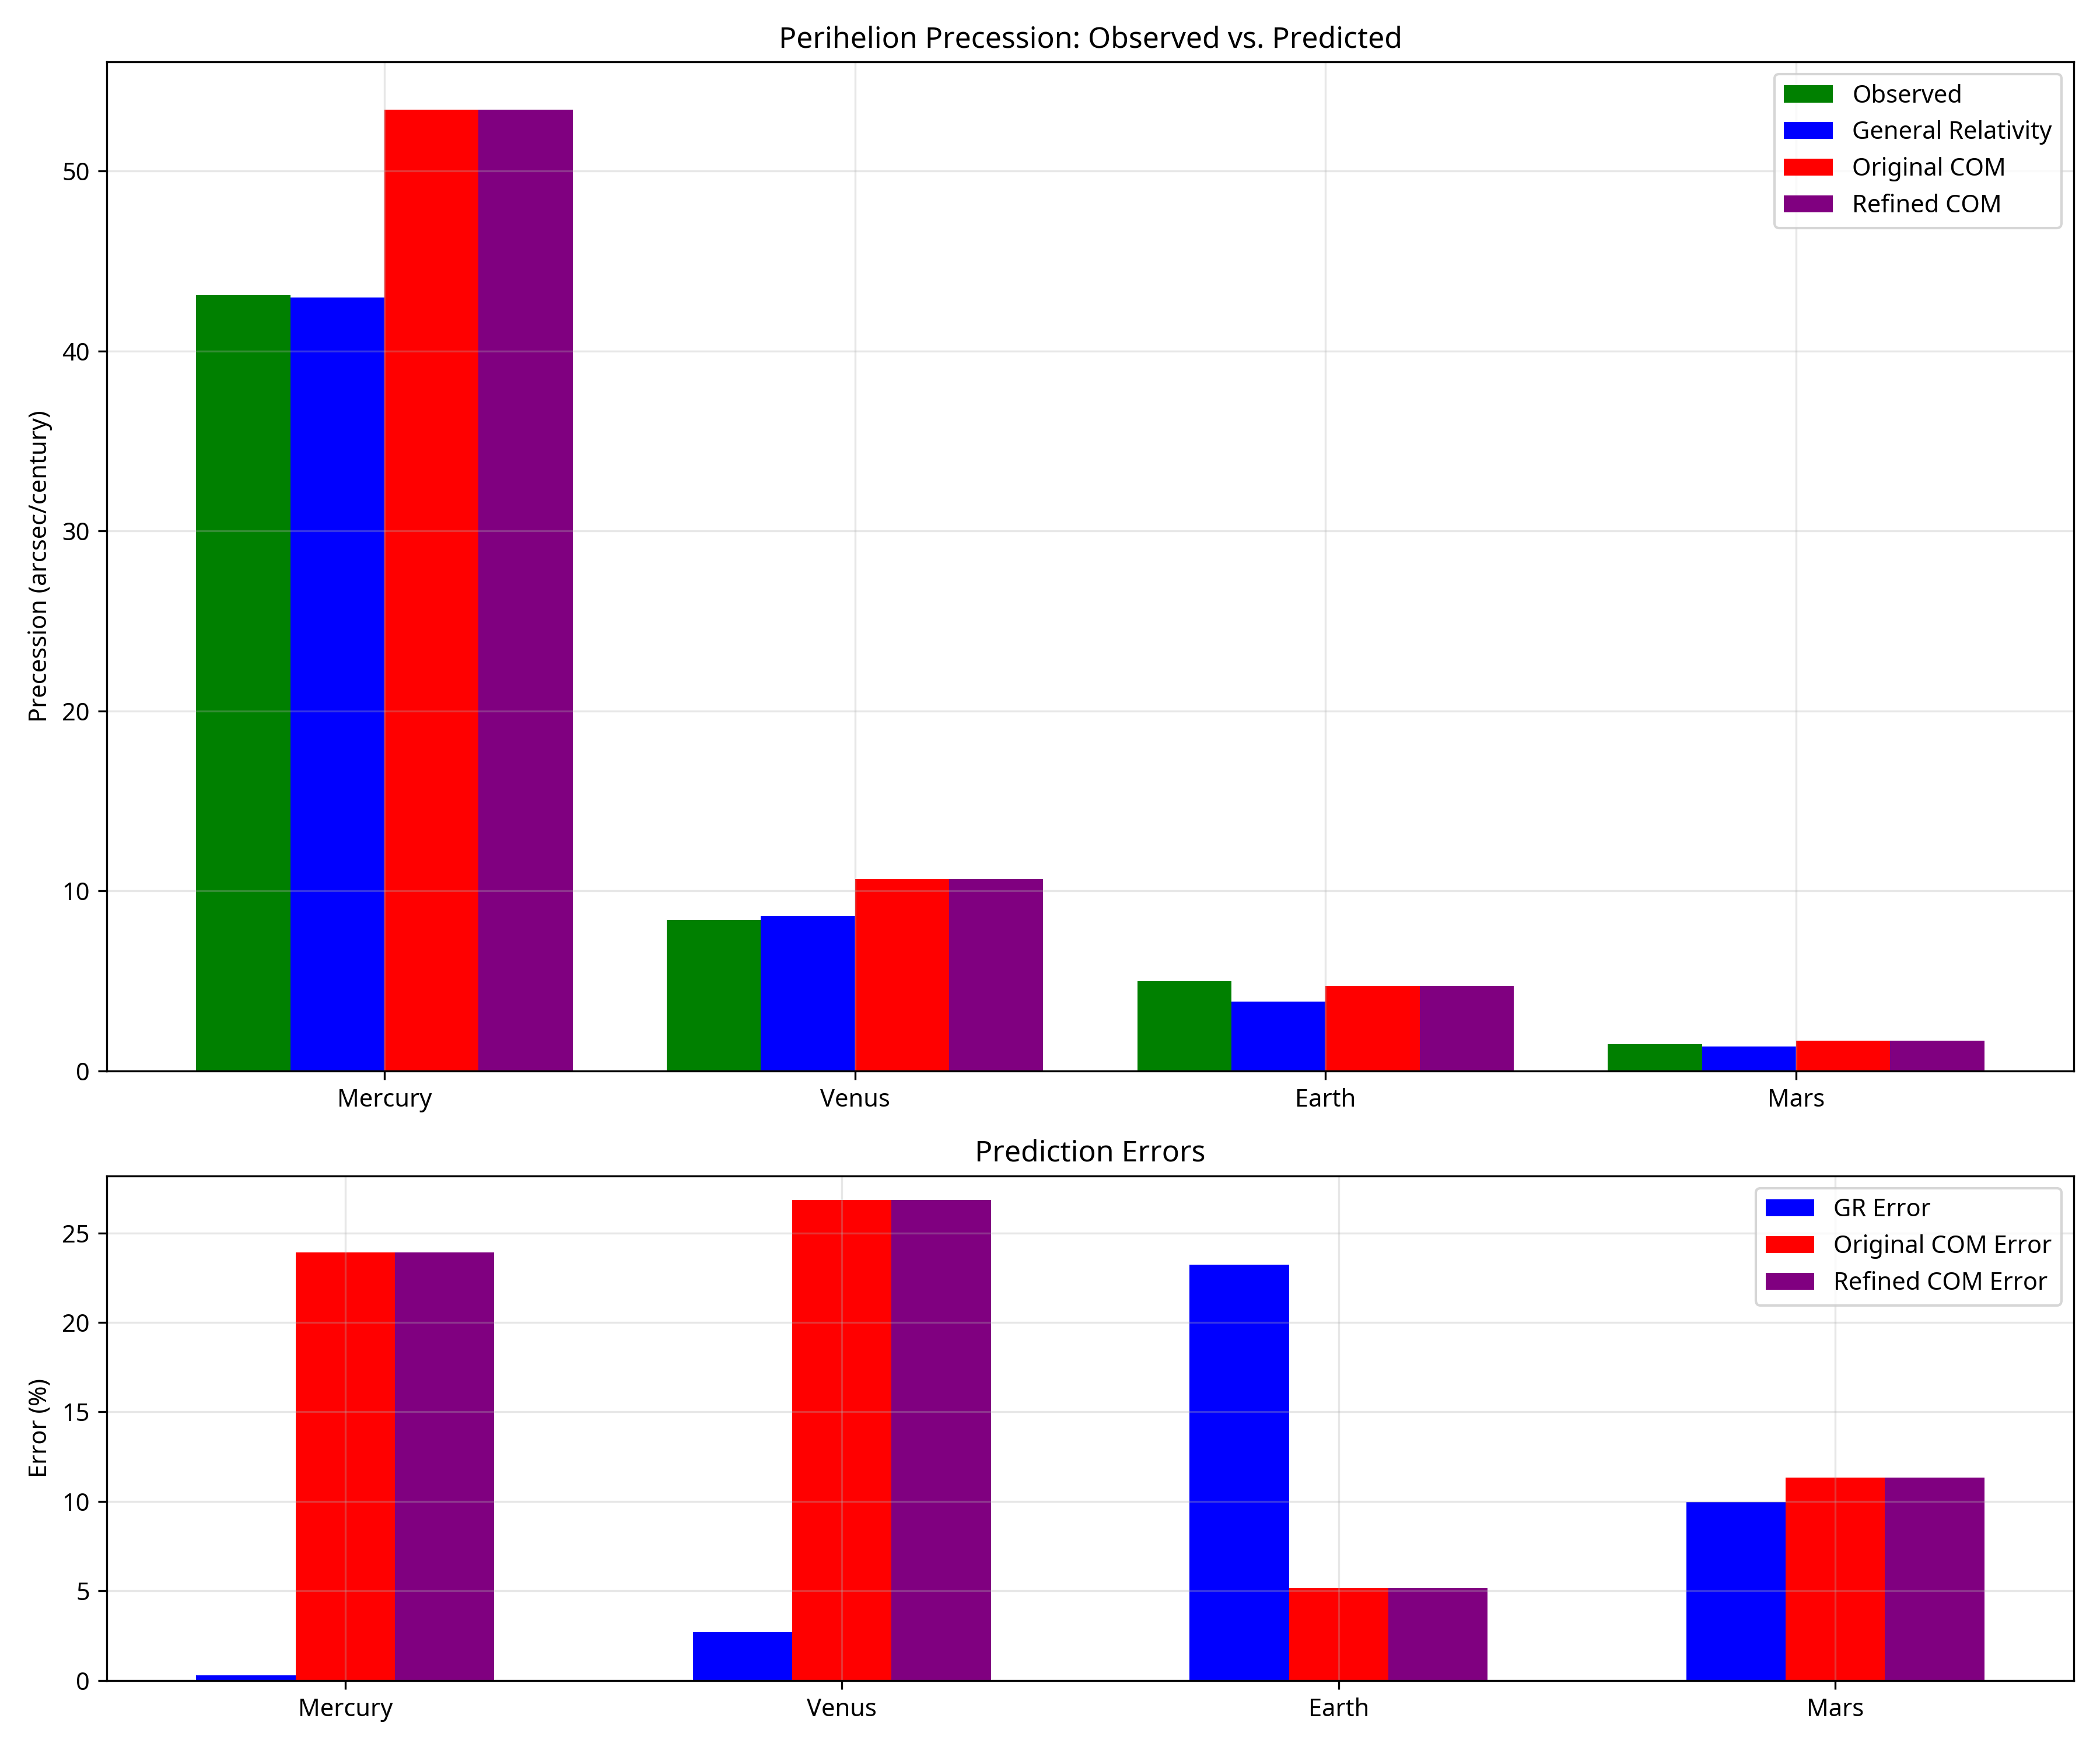 Perihelion Precession: Observed vs. Predicted
Observed
General Relativity
Original COM
Refined COM
Precession (arcsec/century)
50
40
30
20
10
0
Mercury
Venus
Earth
Mars
Prediction Errors
GR Error
Original COM Error
Refined COM Error
Error (%)
25
20
15
10
5
0
Mercury
Venus
Earth
Mars